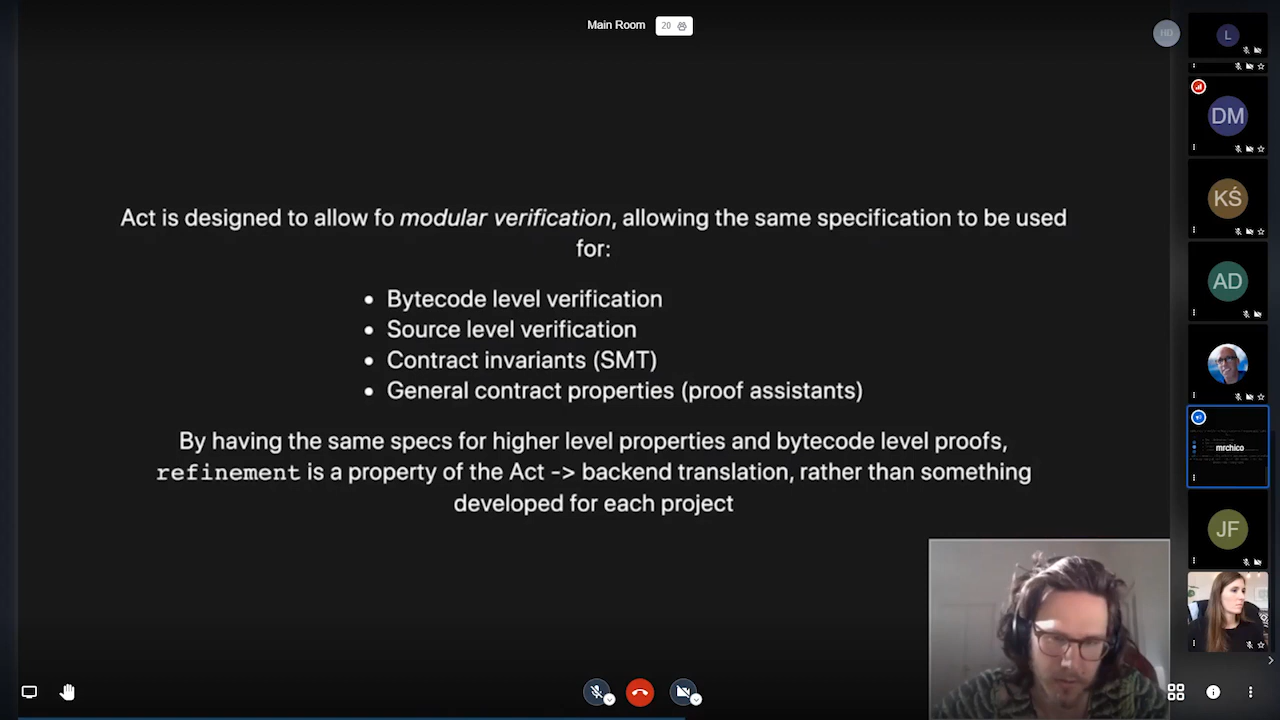 Main Room
20
HD
L
DM
KŚ
AD
mrchico
JF
Act is designed to allow fo modular verification, allowing the same specification to be used
for:
• Bytecode level verification
• Source level verification
• Contract invariants (SMT)
• General contract properties (proof assistants)
By having the same specs for higher level properties and bytecode level proofs,
refinement is a property of the Act -> backend translation, rather than something
developed for each project